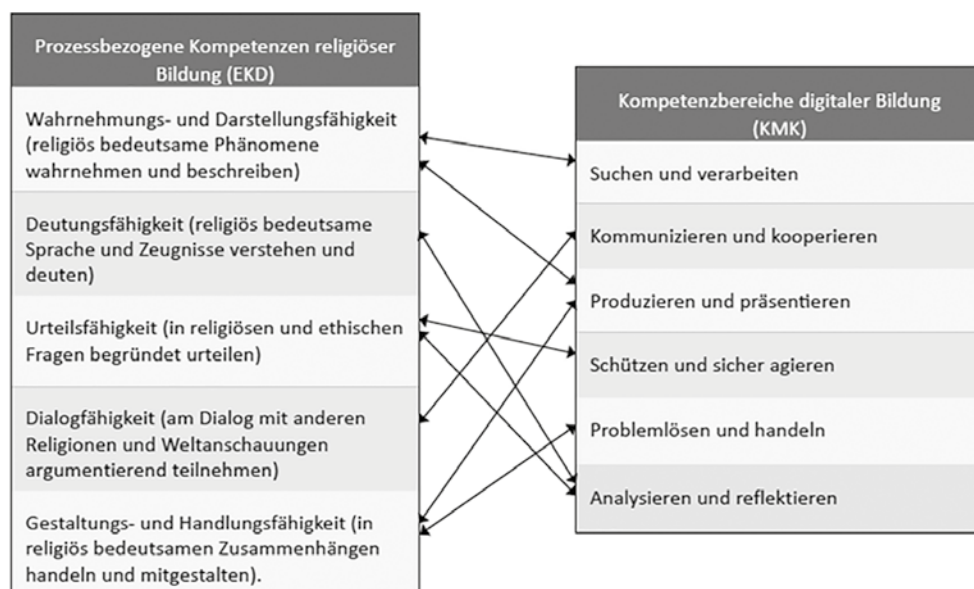 Prozessbezogene Kompetenzen religiöser
Bildung (EKD)
Wahrnehmungs- und Darstellungsfähigkeit
(religiös bedeutsame Phänomene
wahrnehmen und beschreiben)
Deutungsfähigkeit (religiös bedeutsame
Sprache und Zeugnisse verstehen und
deuten)
Urteilsfähigkeit (in religiösen und ethischen
Fragen begründet urteilen)
Dialogfähigkeit (am Dialog mit anderen
Religionen und Weltanschauungen
argumentierend teilnehmen)
Gestaltungs- und Handlungsfähigkeit (in
religiös bedeutsamen Zusammenhängen
handeln und mitgestalten).
Kompetenzbereiche digitaler Bildung
(KMK)
Suchen und verarbeiten
Kommunizieren und kooperieren
Produzieren und präsentieren
Schützen und sicher agieren
Problemlösen und handeln
Analysieren und reflektieren